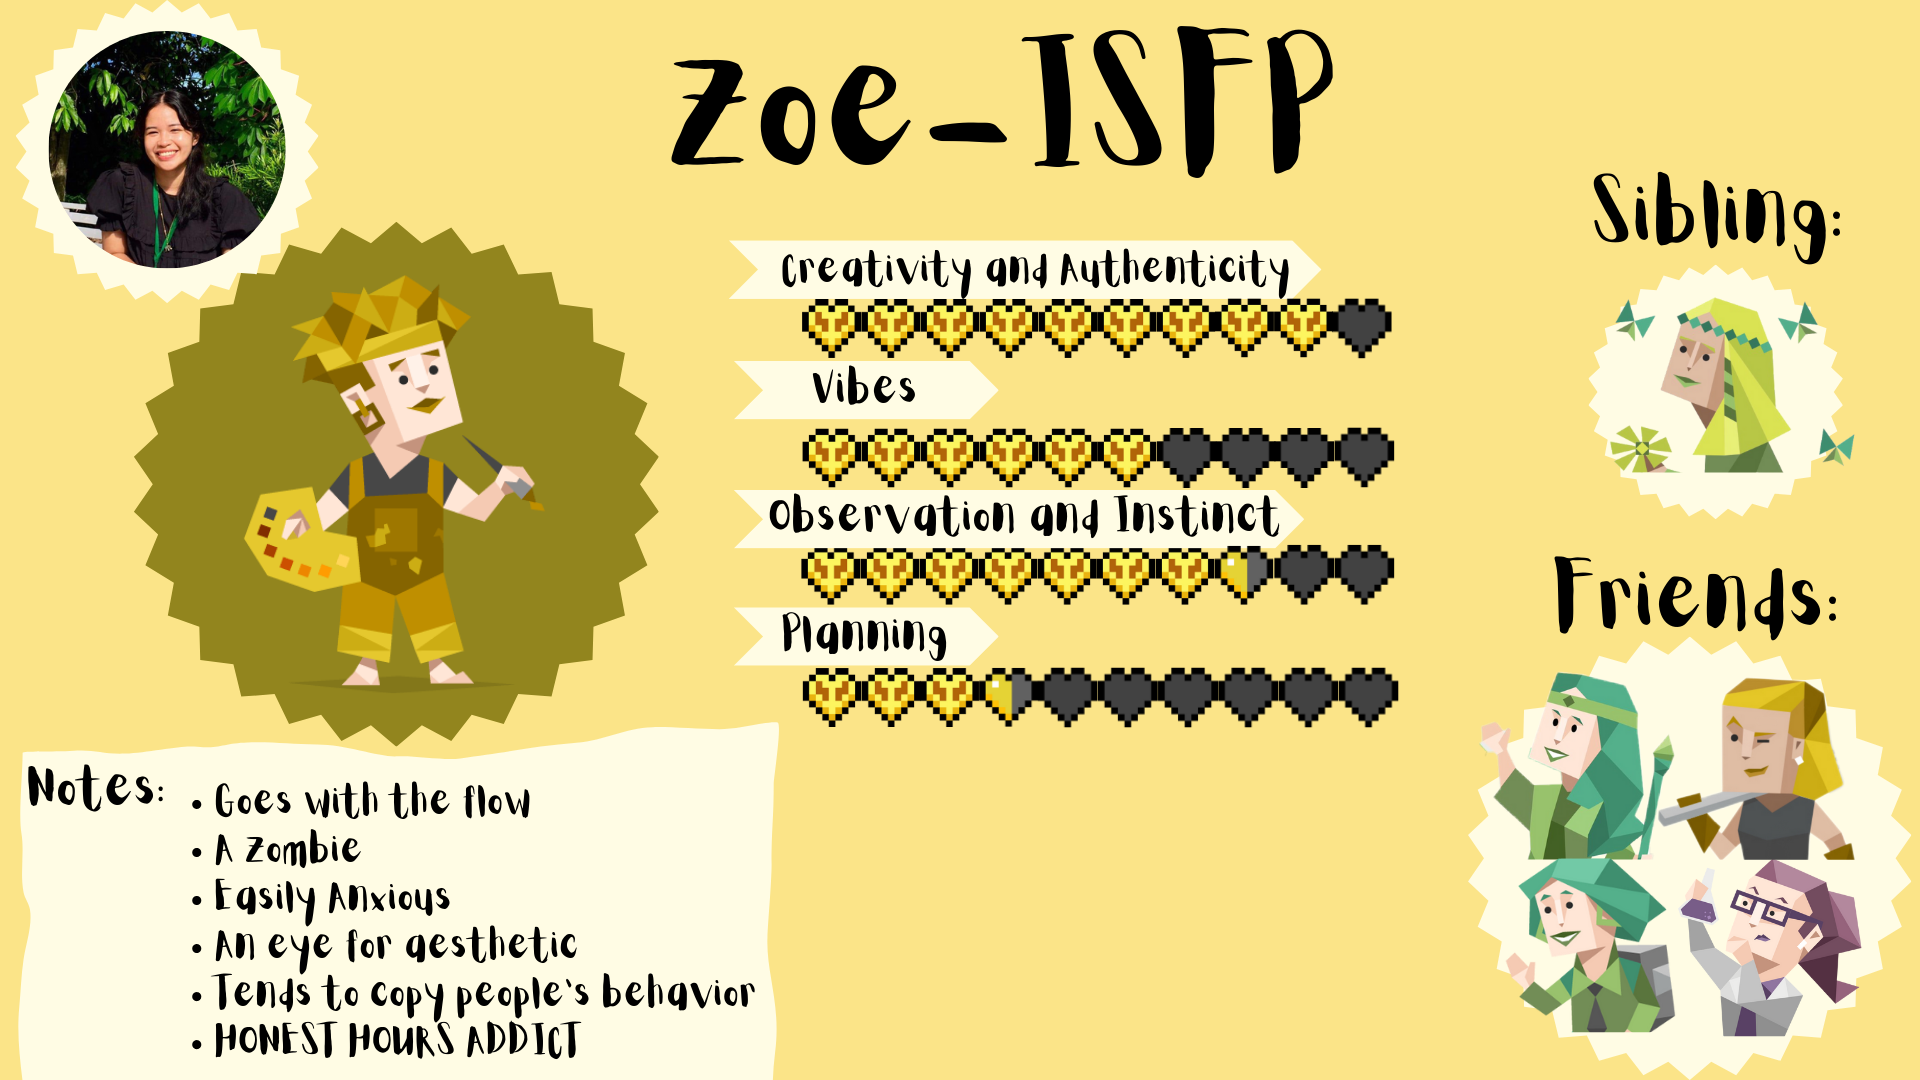 Zoe-ISFP
Sibling:
Creativity and Authenticity
Vibes
Observation and Instinct
Friends:
Planning
Notes:
• Goes with the flow
• A Zombie
• Easily Anxious
• An eye for aesthetic
• Tends to copy people's behavior
• HONEST HOURS ADDICT